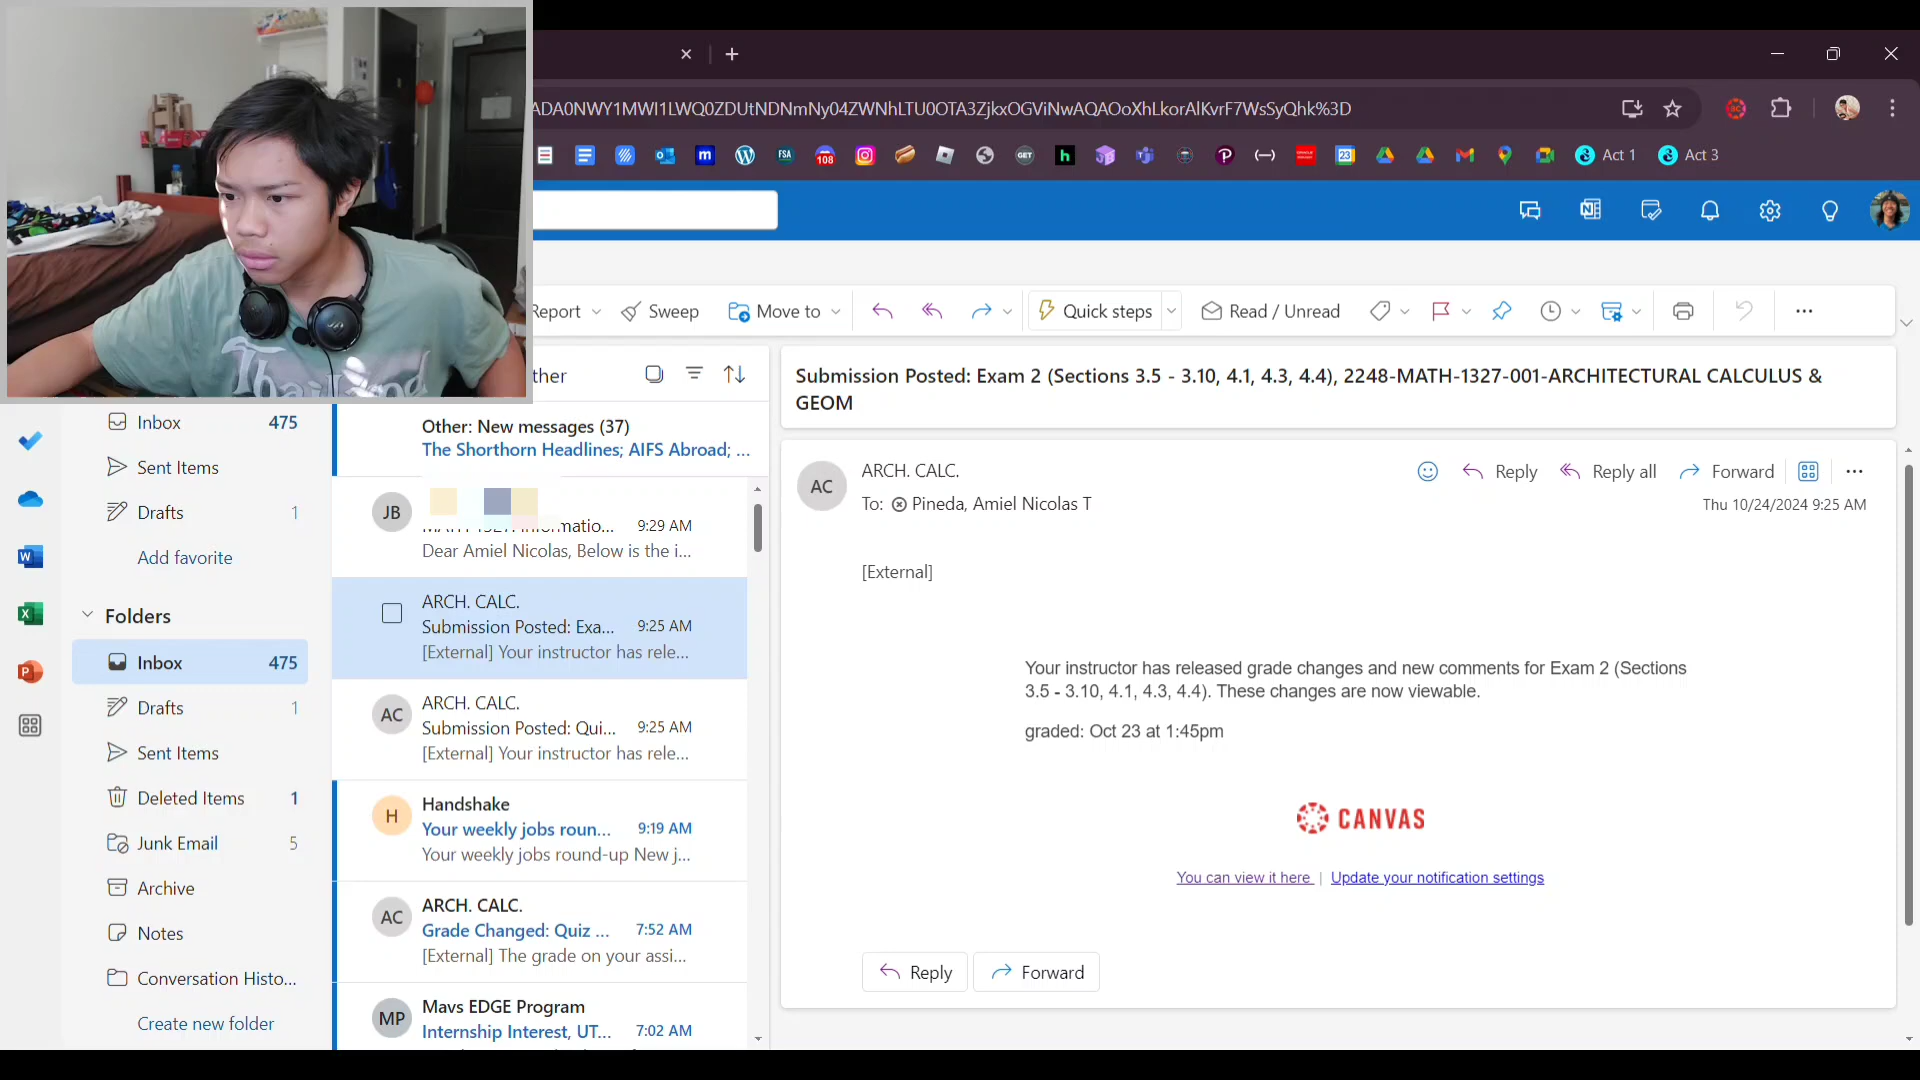 ADA0NWY1MWI1LWQ0ZDUtNDNmNy04ZWNhLTU0OTA3ZjkxOGViNwAQAOoXhLkorAlKvrF7WsSyQhk%3D
FSA
108
GET
23
Act 1
Act 3
Report
Sweep
Move to
Quick steps
Read / Unread
Thailand
Submission Posted: Exam 2 (Sections 3.5 - 3.10, 4.1, 4.3, 4.4), 2248-MATH-1327-001-ARCHITECTURAL CALCULUS &
GEOM
Inbox 475
Sent Items
Drafts 1
Add favorite
Folders
Inbox 475
Drafts 1
Sent Items
Deleted Items 1
Junk Email 5
Archive
Notes
Conversation Histo...
Create new folder
Other: New messages (37)
The Shorthorn Headlines; AIFS Abroad; ...
JB
9:29 AM
Dear Amiel Nicolas, Below is the i...
ARCH. CALC.
Submission Posted: Exa... 9:25 AM
[External] Your instructor has rele...
AC
ARCH. CALC.
Submission Posted: Qui... 9:25 AM
[External] Your instructor has rele...
H
Handshake
Your weekly jobs roun... 9:19 AM
Your weekly jobs round-up New j...
AC
ARCH. CALC.
Grade Changed: Quiz ... 7:52 AM
[External] The grade on your assi...
MP
Mavs EDGE Program
Internship Interest, UT... 7:02 AM
AC
ARCH. CALC.
To: Pineda, Amiel Nicolas T
Reply
Reply all
Forward
Thu 10/24/2024 9:25 AM
[External]
Your instructor has released grade changes and new comments for Exam 2 (Sections
3.5 - 3.10, 4.1, 4.3, 4.4). These changes are now viewable.
graded: Oct 23 at 1:45pm
CANVAS
You can view it here | Update your notification settings
Reply
Forward